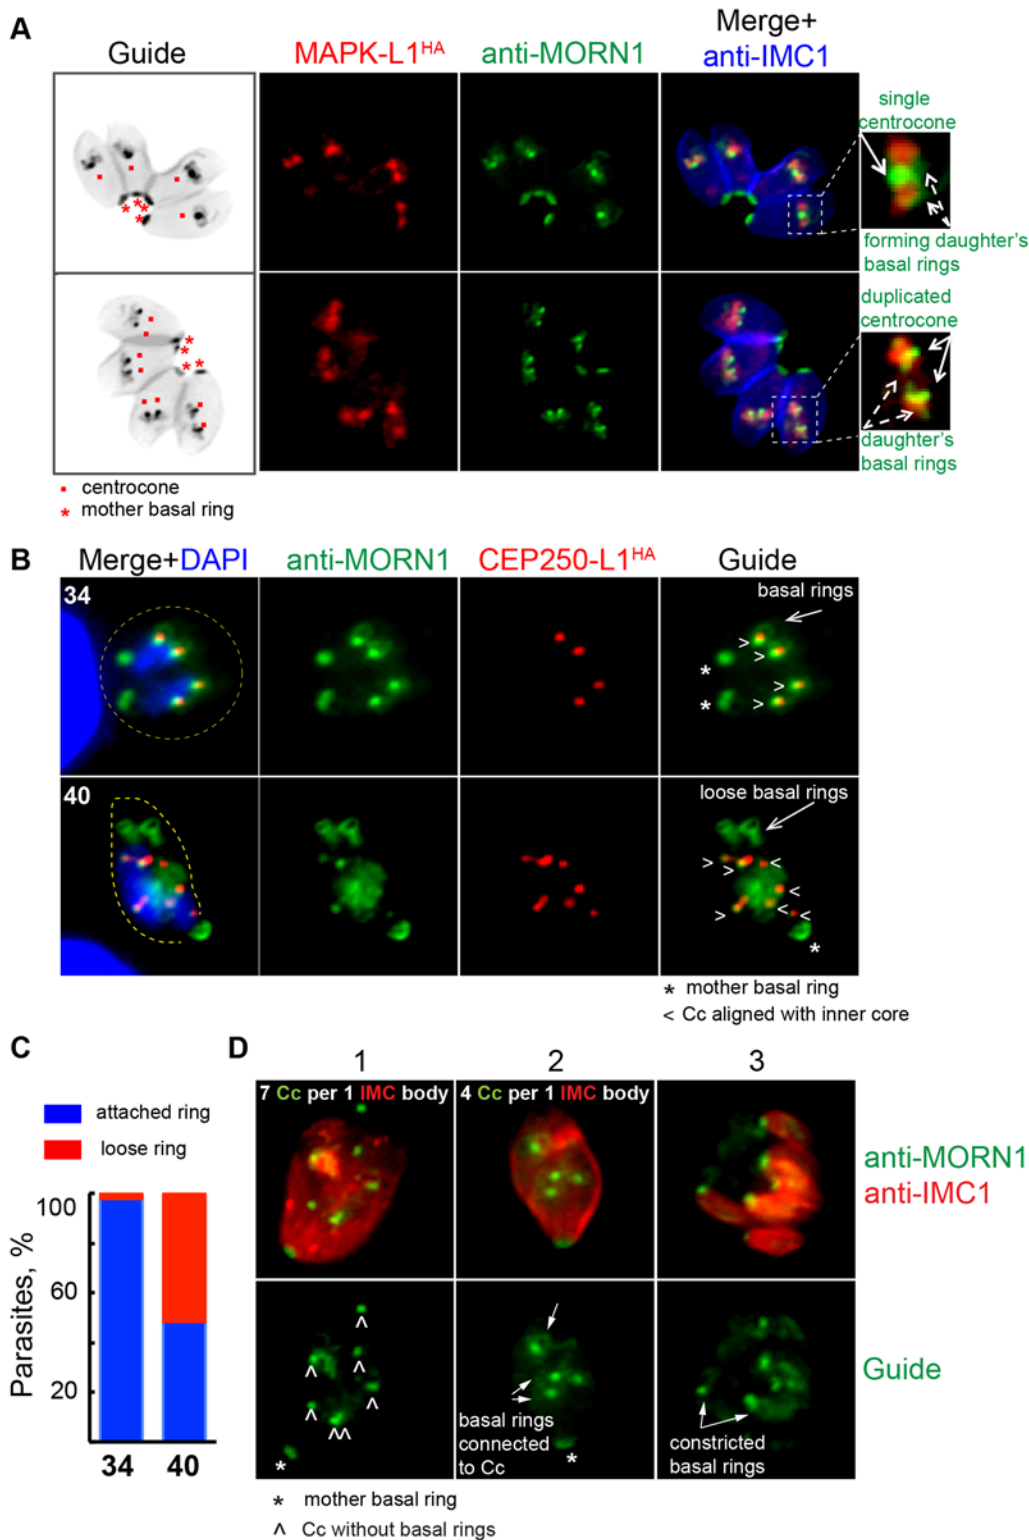 A
Guide
MAPK-L1HA
anti-MORN1
Merge+
anti-IMC1
single
centrocone
forming daughter's
basal rings
duplicated
centrocone
daughter's
basal rings
centrocone
* mother basal ring
B
Merge+DAPI
anti-MORN1
CEP250-L1HA
Guide
34
basal rings
>
>
>
>
*
*
40
loose basal rings
>
>
<
<
<
>
<
*
* mother basal ring
< Cc aligned with inner core
C
attached ring
loose ring
Parasites, %
100
60
20
34
40
D
1
2
3
7 Cc per 1 IMC body
4 Cc per 1 IMC body
anti-MORN1
anti-IMC1
^
^
^
^
^
^^
*
basal rings
connected
to Cc
*
constricted
basal rings
Guide
* mother basal ring
^ Cc without basal rings